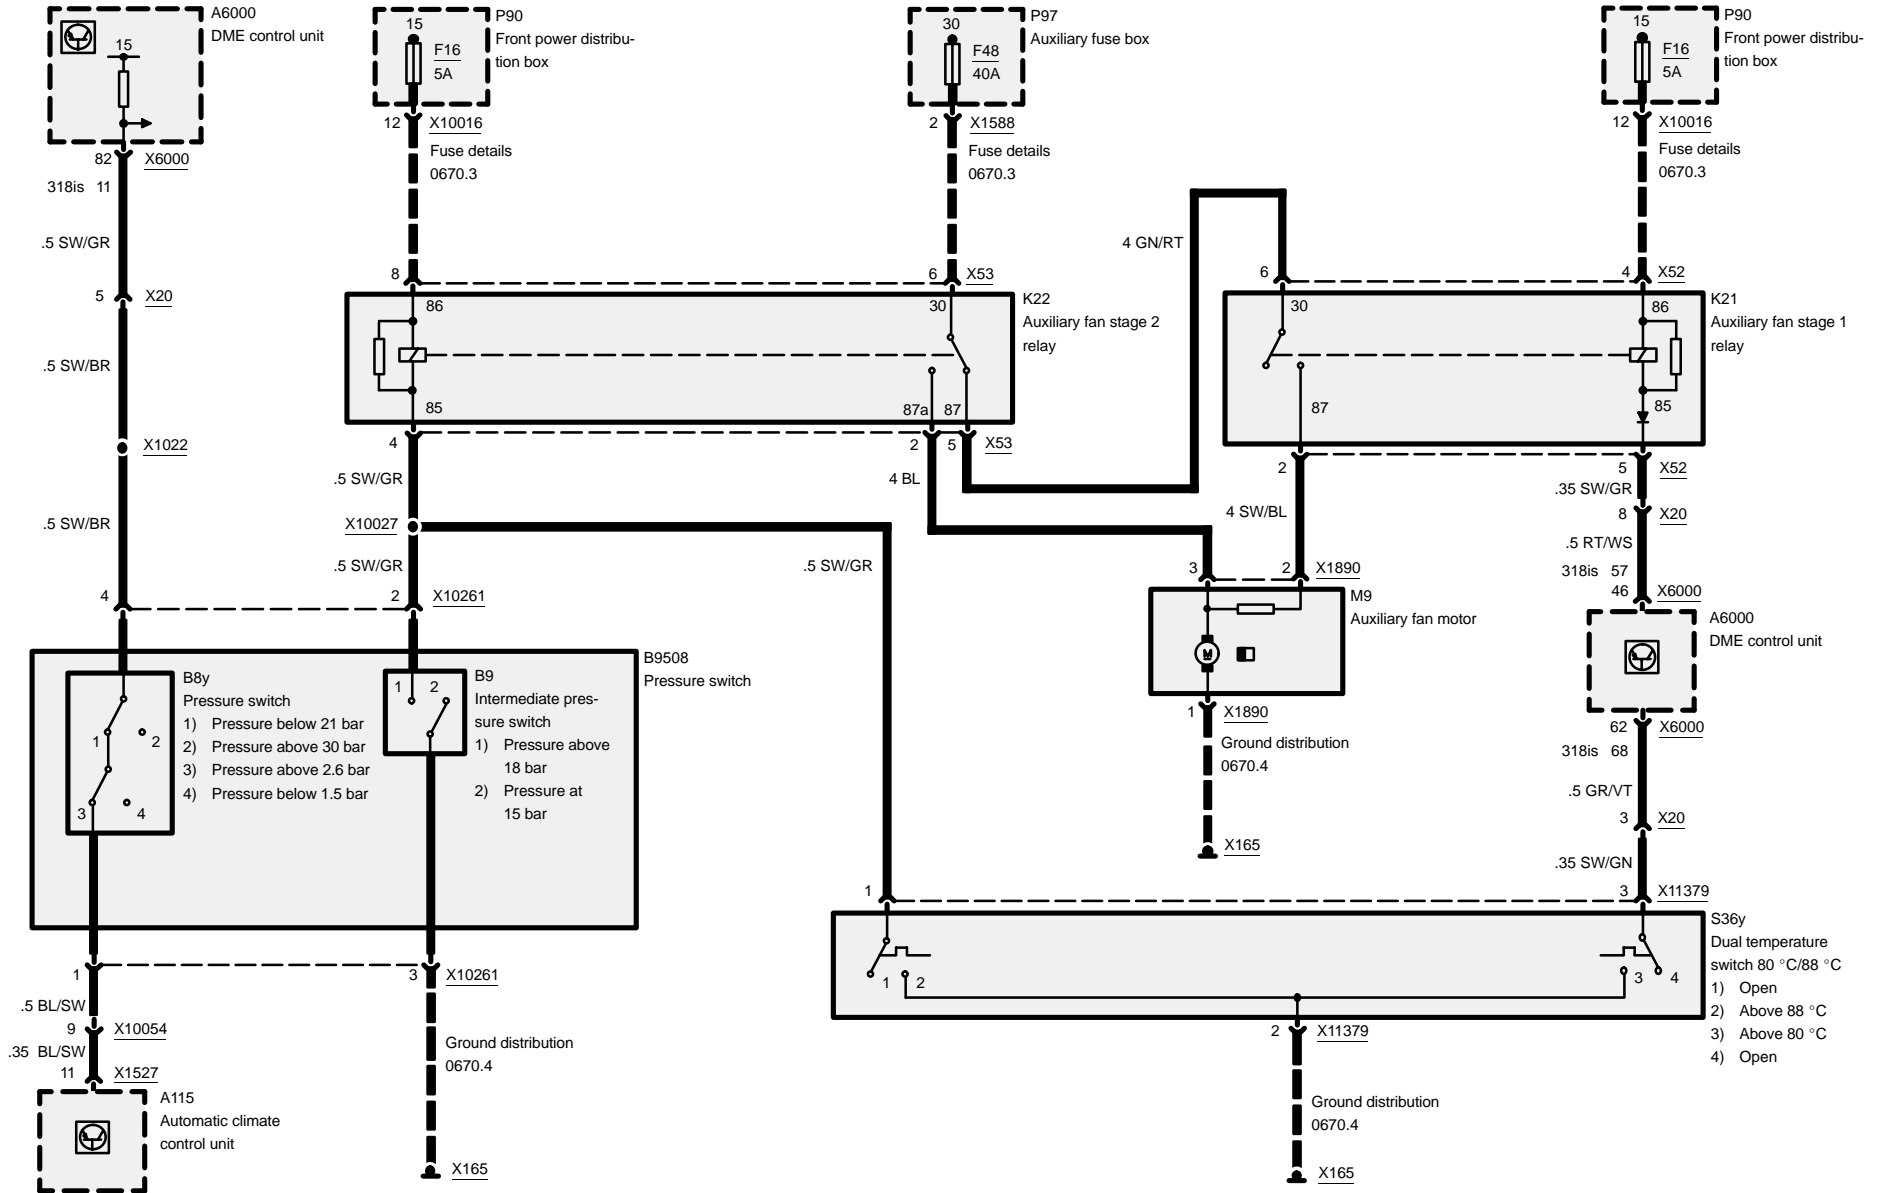 A6000
DME control unit
15
82
X6000
318is 11
.5 SW/GR
5
X20
.5 SW/BR
X1022
.5 SW/BR
4
P90
Front power distribu-
tion box
15
F16
5A
12
X10016
Fuse details
0670.3
8
P97
Auxiliary fuse box
30
F48
40A
2
X1588
Fuse details
0670.3
6
X53
P90
Front power distribu-
tion box
15
F16
5A
12
X10016
Fuse details
0670.3
4
X52
4 GN/RT
6
K22
Auxiliary fan stage 2
relay
86
30
85
87a
87
4
2
5
X53
K21
Auxiliary fan stage 1
relay
30
86
87
85
2
5
X52
.5 SW/GR
X10027
.5 SW/GR
2
X10261
4 BL
.5 SW/GR
4 SW/BL
3
2
X1890
M9
Auxiliary fan motor
M
1
X1890
Ground distribution
0670.4
X165
.35 SW/GR
8
X20
.5 RT/WS
318is 57
46
X6000
A6000
DME control unit
62
X6000
318is 68
.5 GR/VT
3
X20
.35 SW/GN
3
X11379
1
B9508
Pressure switch
B8y
Pressure switch
1) Pressure below 21 bar
2) Pressure above 30 bar
3) Pressure above 2.6 bar
4) Pressure below 1.5 bar
1
2
3
4
B9
Intermediate pres-
sure switch
1) Pressure above
18 bar
2) Pressure at
15 bar
1
2
1
3
X10261
.5 BL/SW
9
X10054
.35 BL/SW
11
X1527
A115
Automatic climate
control unit
Ground distribution
0670.4
X165
S36y
Dual temperature
switch 80 °C/88 °C
1) Open
2) Above 88 °C
3) Above 80 °C
4) Open
1
2
3
4
2
X11379
Ground distribution
0670.4
X165